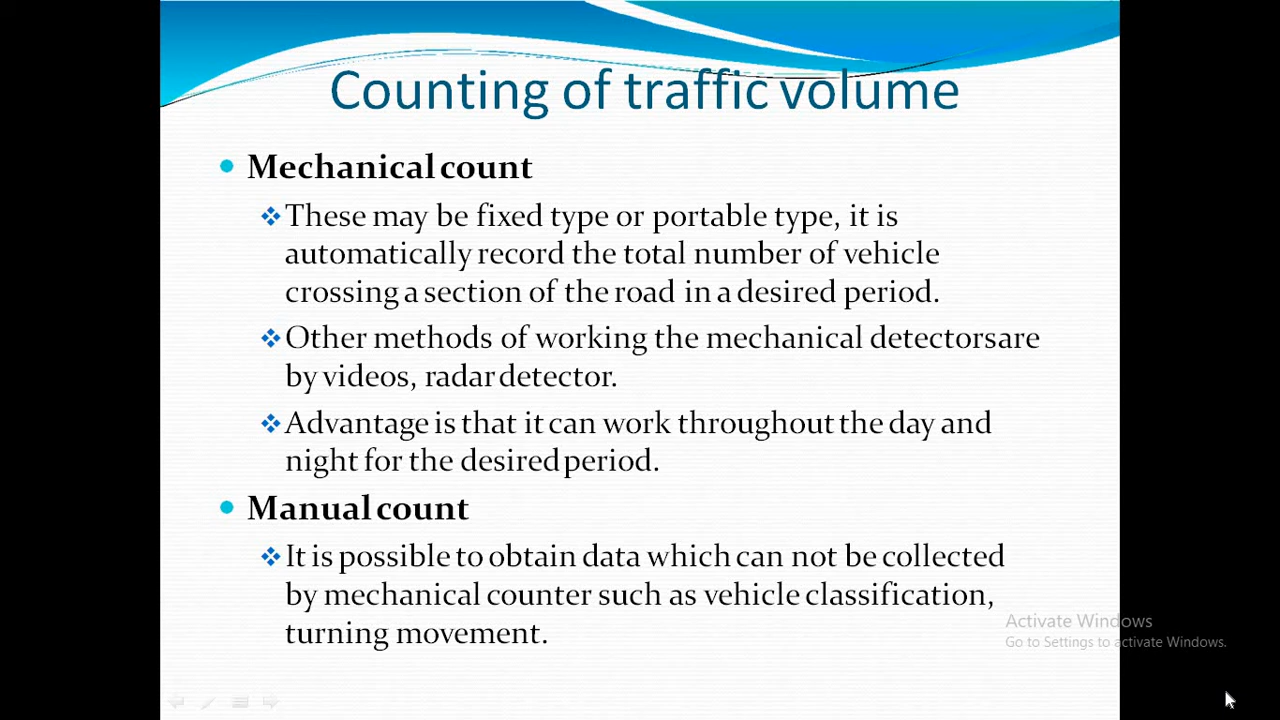 Counting of traffic volume
Mechanical count
These may be fixed type or portable type, it is
automatically record the total number of vehicle
crossing a section of the road in a desired period.
Other methods of working the mechanical detectorsare
by videos, radar detector.
Advantage is that it can work throughout the day and
night for the desired period.
Manual count
It is possible to obtain data which can not be collected
by mechanical counter such as vehicle classification,
turning movement.
Activate Windows
Go to Settings to activate Windows.